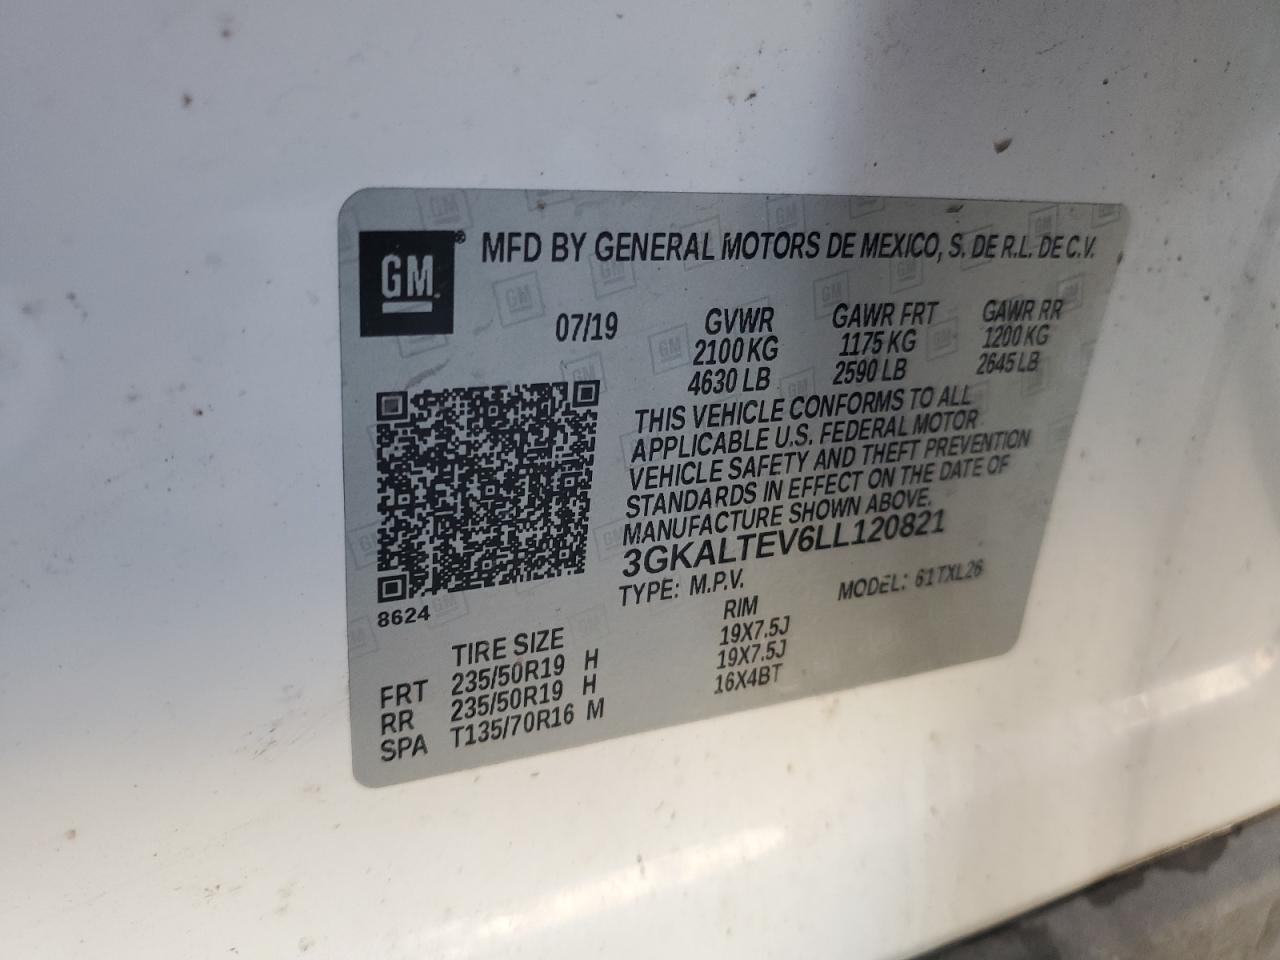 GM
MFD BY GENERAL MOTORS DE MEXICO, S. DE R.L. DE C.V.
07/19
GVWR GAWR FRT GAWR RR
2100 KG 1175 KG 1200 KG
4630 LB 2590 LB 2645 LB
THIS VEHICLE CONFORMS TO ALL
APPLICABLE U.S. FEDERAL MOTOR
VEHICLE SAFETY AND THEFT PREVENTION
STANDARDS IN EFFECT ON THE DATE OF
MANUFACTURE SHOWN ABOVE.
3GKALTEV6LL120821
TYPE: M.P.V. MODEL: 61TXL26
8624
TIRE SIZE RIM
FRT 235/50R19 H 19X7.5J
RR 235/50R19 H 19X7.5J
SPA T135/70R16 M 16X4BT